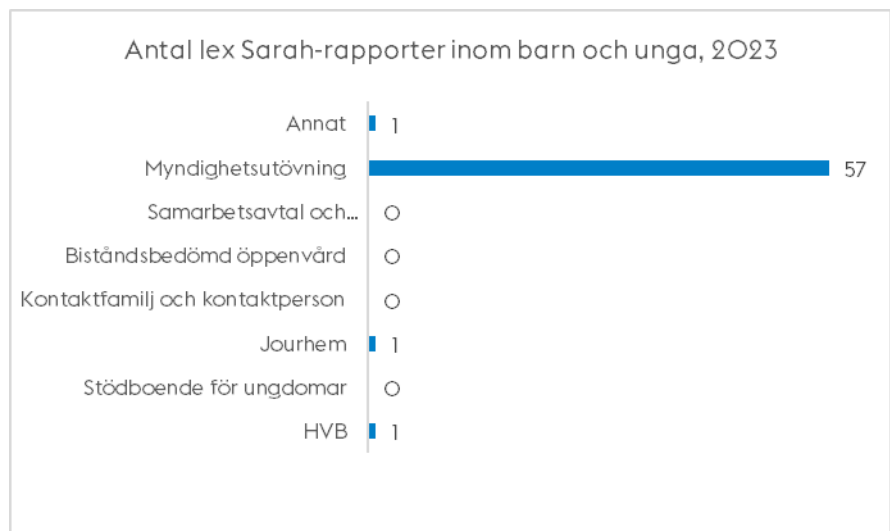 Antal lex Sarah-rapporter inom barn och unga, 2023
Annat 1
Myndighetsutövning 57
Samarbetsavtal och... 0
Biståndsbedömd öppenvård 0
Kontaktfamilj och kontaktperson 0
Jourhem 1
Stödboende för ungdomar 0
HVB 1